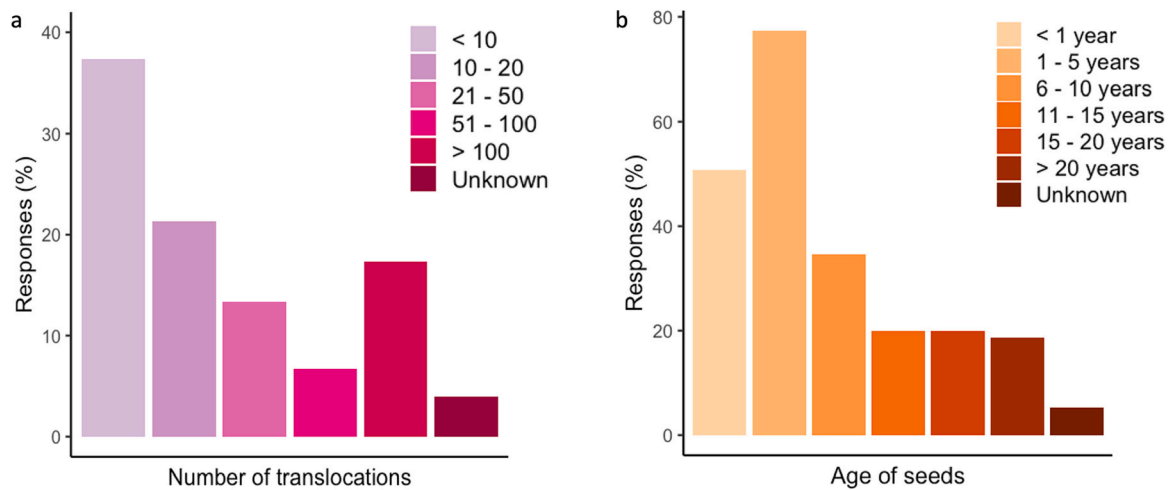 a
Responses (%)
40
30
20
10
0
< 10
10 - 20
21 - 50
51 - 100
> 100
Unknown
Number of translocations
b
Responses (%)
80
60
40
20
0
< 1 year
1 - 5 years
6 - 10 years
11 - 15 years
15 - 20 years
> 20 years
Unknown
Age of seeds